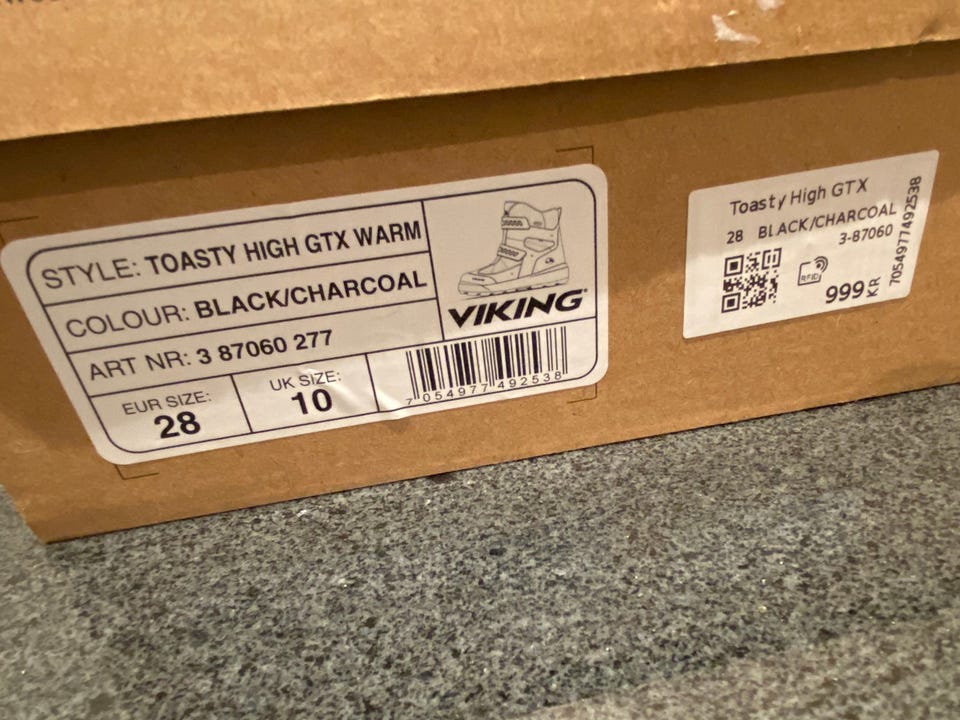 STYLE: TOASTY HIGH GTX WARM
COLOUR: BLACK/CHARCOAL
ART NR: 3 87060 277
EUR SIZE:
28
UK SIZE:
10
VIKING
7 054977 492538
Toasty High GTX
28 BLACK/CHARCOAL
3-87060
RFID
999 KR
7054977492538